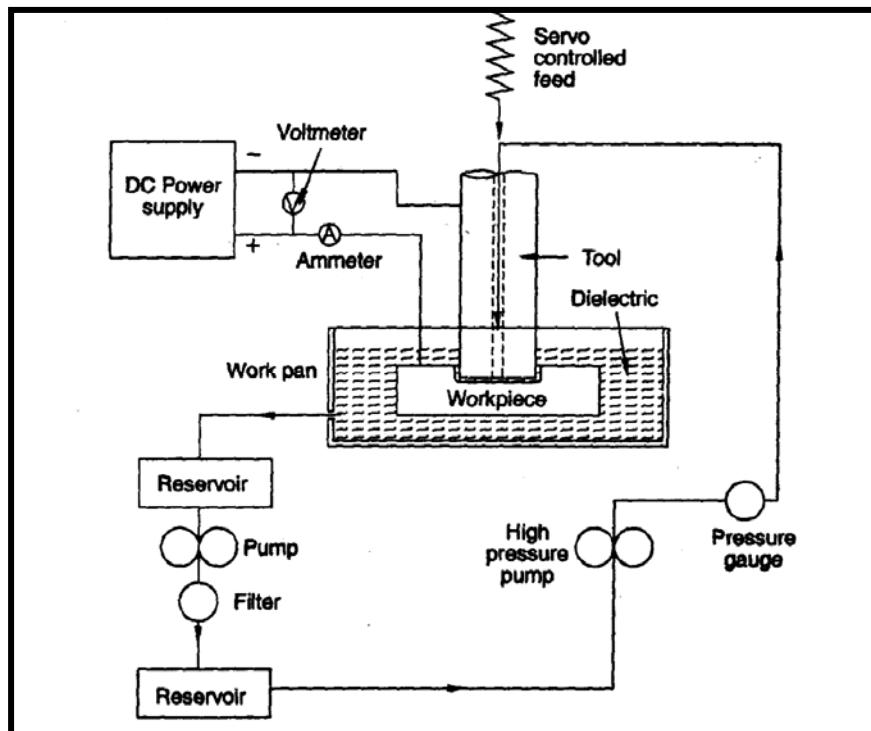 Servo
controlled
feed
Voltmeter
−
DC Power
supply
V
+
A
Ammeter
Tool
Dielectric
Work pan
Workpiece
Reservoir
Pump
High
pressure
pump
Pressure
gauge
Filter
Reservoir